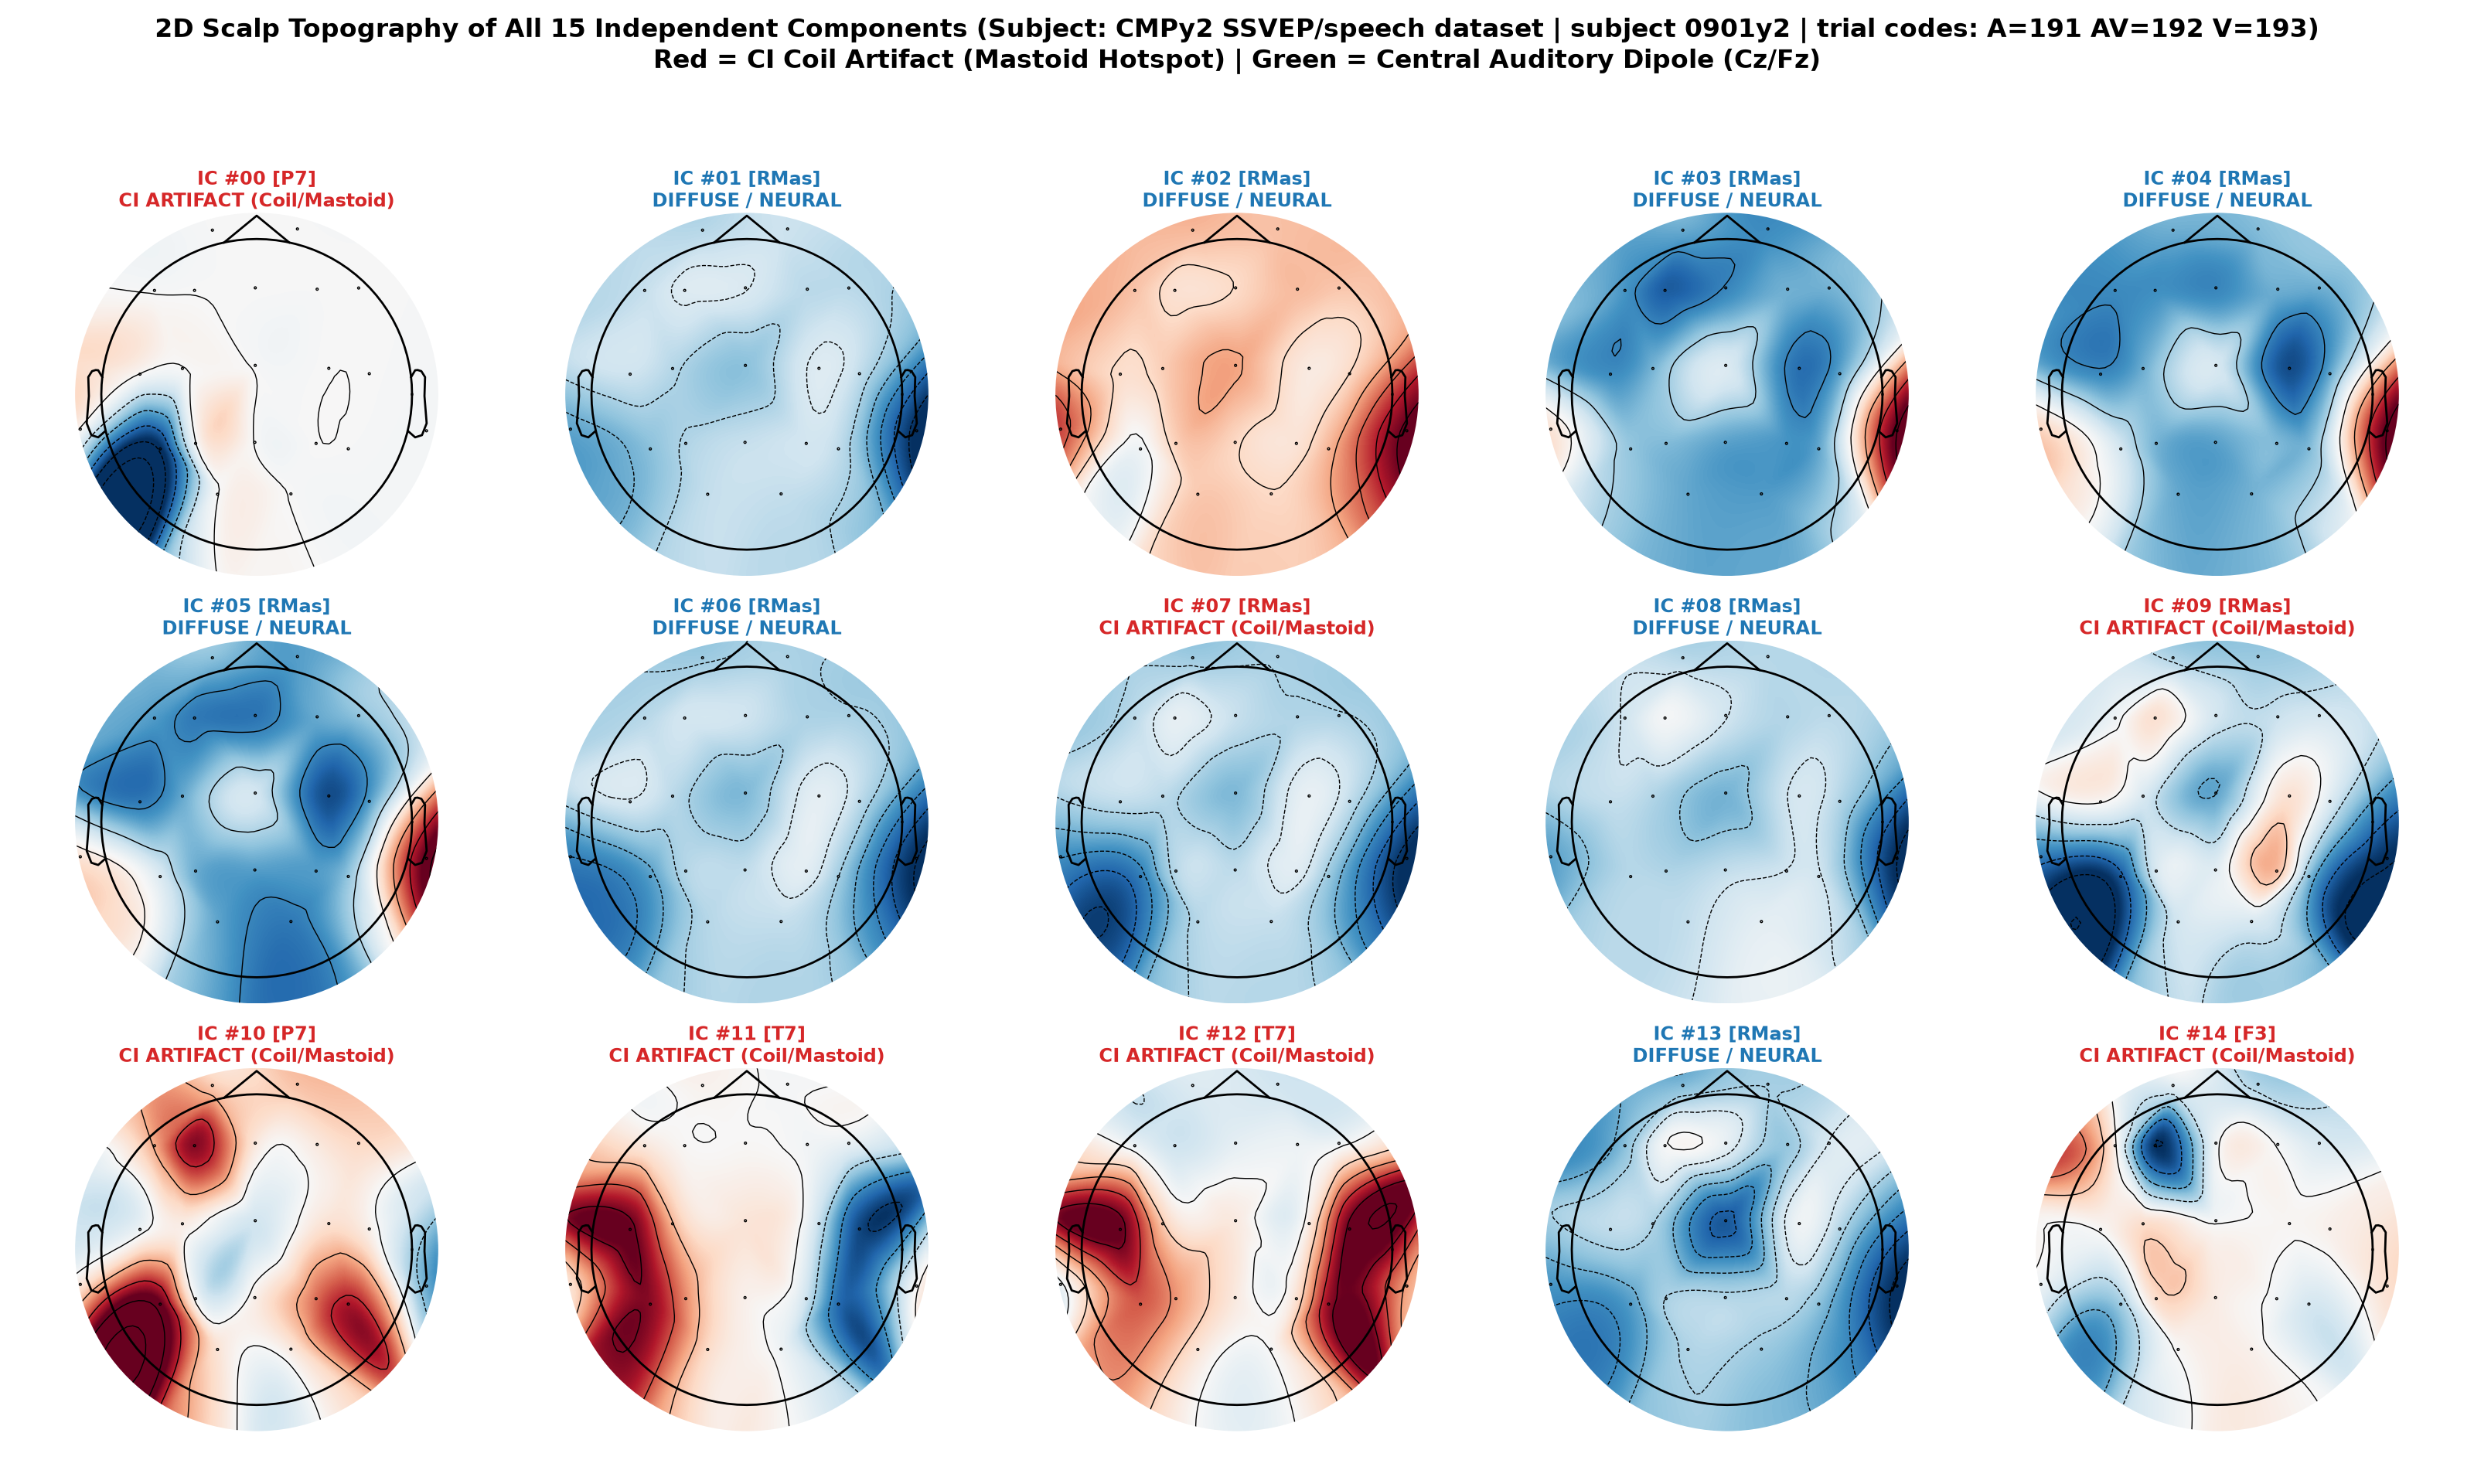 2D Scalp Topography of All 15 Independent Components (Subject: CMPy2 SSVEP/speech dataset | subject 0901y2 | trial codes: A=191 AV=192 V=193)
Red = CI Coil Artifact (Mastoid Hotspot) | Green = Central Auditory Dipole (Cz/Fz)
IC #00 [P7]
CI ARTIFACT (Coil/Mastoid)
IC #01 [RMas]
DIFFUSE / NEURAL
IC #02 [RMas]
DIFFUSE / NEURAL
IC #03 [RMas]
DIFFUSE / NEURAL
IC #04 [RMas]
DIFFUSE / NEURAL
IC #05 [RMas]
DIFFUSE / NEURAL
IC #06 [RMas]
DIFFUSE / NEURAL
IC #07 [RMas]
CI ARTIFACT (Coil/Mastoid)
IC #08 [RMas]
DIFFUSE / NEURAL
IC #09 [RMas]
CI ARTIFACT (Coil/Mastoid)
IC #10 [P7]
CI ARTIFACT (Coil/Mastoid)
IC #11 [T7]
CI ARTIFACT (Coil/Mastoid)
IC #12 [T7]
CI ARTIFACT (Coil/Mastoid)
IC #13 [RMas]
DIFFUSE / NEURAL
IC #14 [F3]
CI ARTIFACT (Coil/Mastoid)